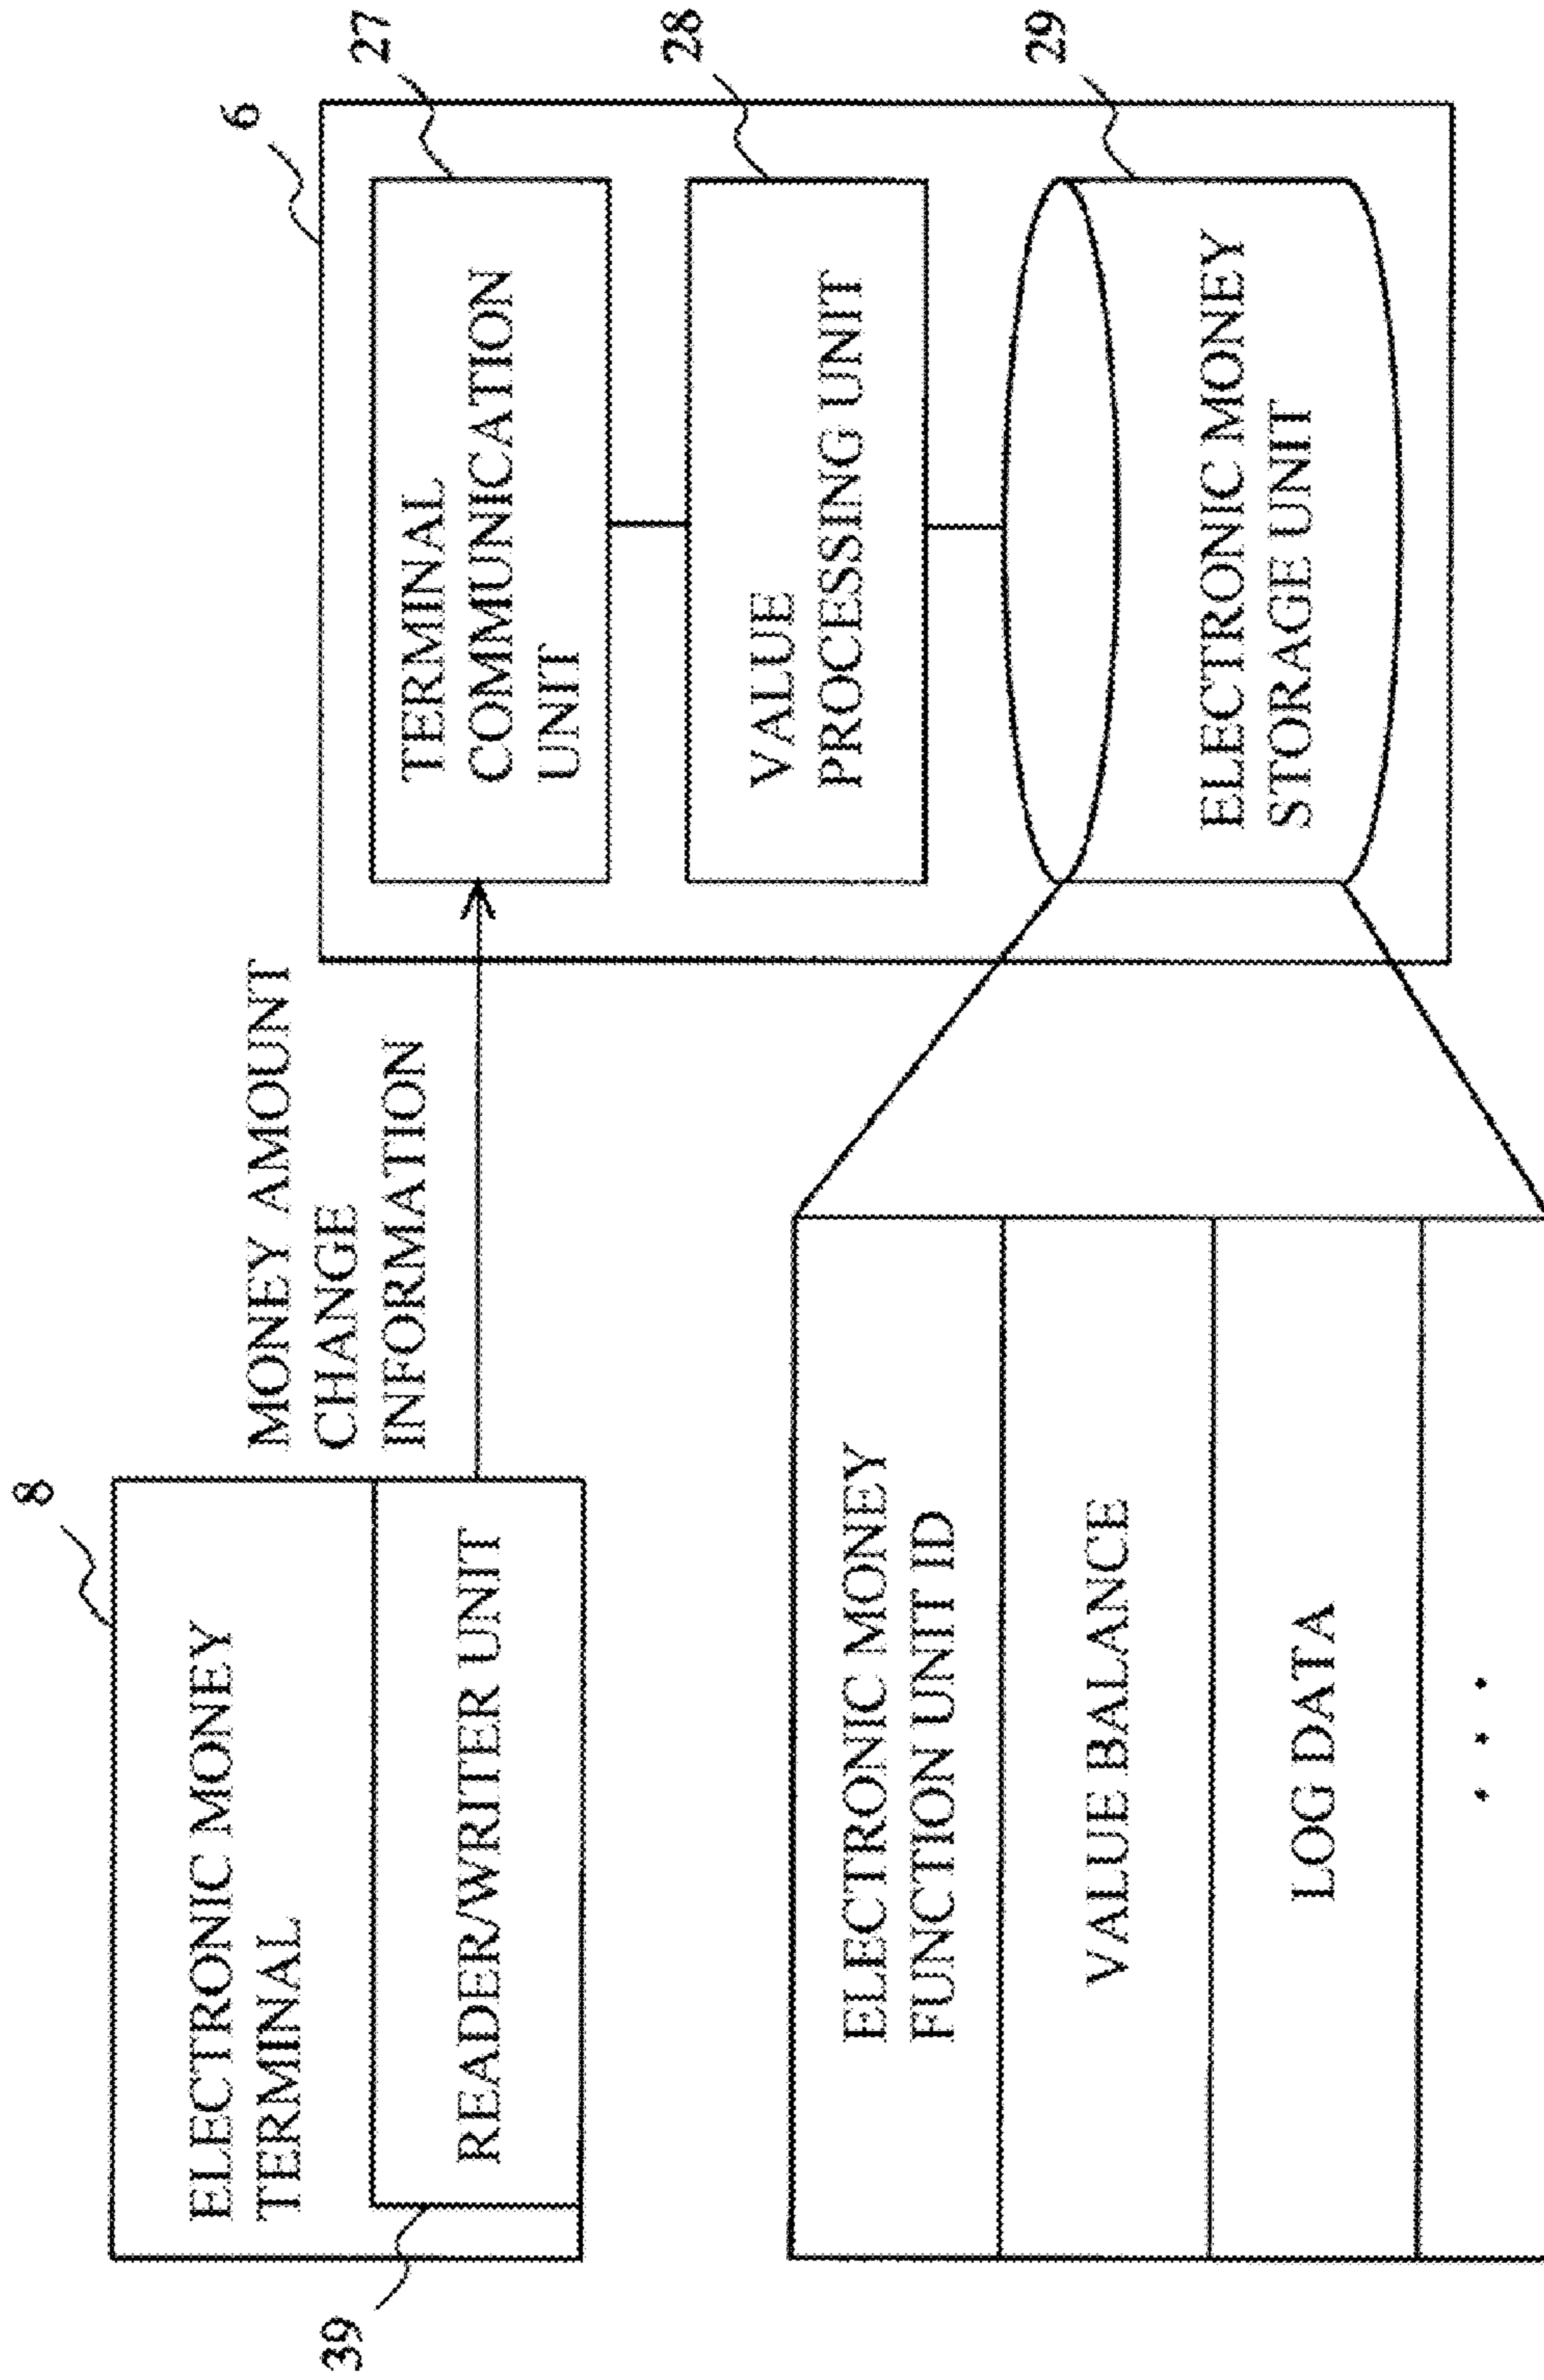 8
ELECTRONIC MONEY
TERMINAL
READER/WRITER UNIT
39
MONEY AMOUNT
CHANGE
INFORMATION
6
TERMINAL
COMMUNICATION
UNIT
27
VALUE
PROCESSING UNIT
28
ELECTRONIC MONEY
STORAGE UNIT
29
ELECTRONIC MONEY
FUNCTION UNIT ID
VALUE BALANCE
LOG DATA
. . .